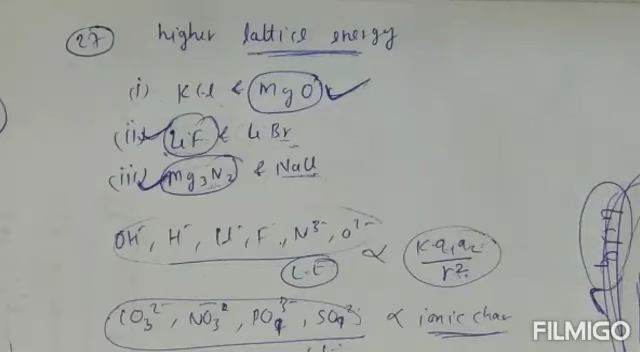 27 higher lattice energy
(i) KCl & MgO
(ii) LiF & LiBr
(iii) Mg3N2 & NaCl
OH⁻, H⁻, Cl⁻, F⁻, N³⁻, O²⁻
L.E ∝ Kq1q2/r²
CO3²⁻, NO3⁻, PO4³⁻, SO4²⁻ ∝ ionic char
FILMIGO